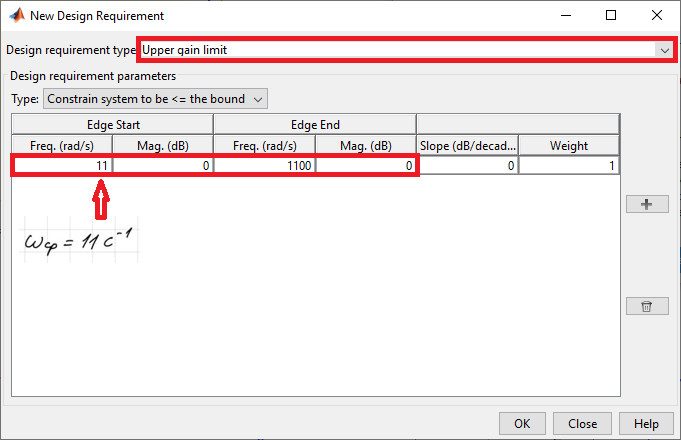 New Design Requirement
Design requirement type Upper gain limit
Design requirement parameters
Type: Constrain system to be <= the bound
Edge Start Edge End
Freq. (rad/s) Mag. (dB) Freq. (rad/s) Mag. (dB) Slope (dB/decad... Weight
11 0 1100 0 0 1
ωср = 11 с⁻¹
OK Close Help